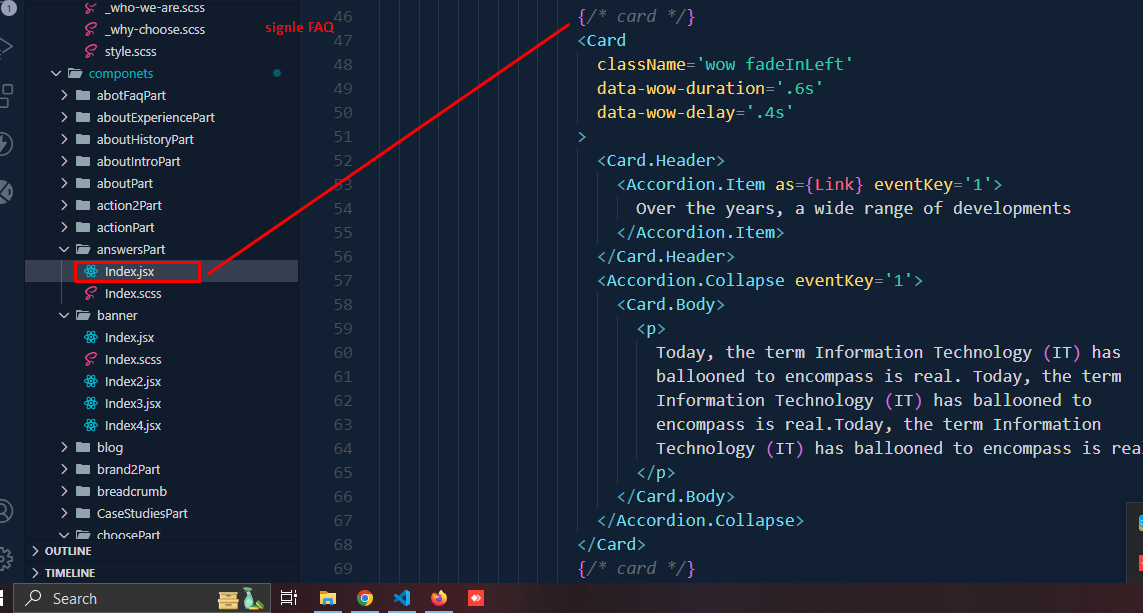 1
_who-we-are.scss
_why-choose.scss
style.scss
componets
abotFaqPart
aboutExperiencePart
aboutHistoryPart
aboutIntroPart
aboutPart
action2Part
actionPart
answersPart
Index.jsx
Index.scss
banner
Index.jsx
Index.scss
Index2.jsx
Index3.jsx
Index4.jsx
blog
brand2Part
breadcrumb
CaseStudiesPart
choosePart
OUTLINE
TIMELINE
signle FAQ
46 {/* card */}
47 <Card
48 className='wow fadeInLeft'
49 data-wow-duration='.6s'
50 data-wow-delay='.4s'
51 >
52 <Card.Header>
53 <Accordion.Item as={Link} eventKey='1'>
54 Over the years, a wide range of developments
55 </Accordion.Item>
56 </Card.Header>
57 <Accordion.Collapse eventKey='1'>
58 <Card.Body>
59 <p>
60 Today, the term Information Technology (IT) has
61 ballooned to encompass is real. Today, the term
62 Information Technology (IT) has ballooned to
63 encompass is real.Today, the term Information
64 Technology (IT) has ballooned to encompass is rea
65 </p>
66 </Card.Body>
67 </Accordion.Collapse>
68 </Card>
69 {/* card */}
Search